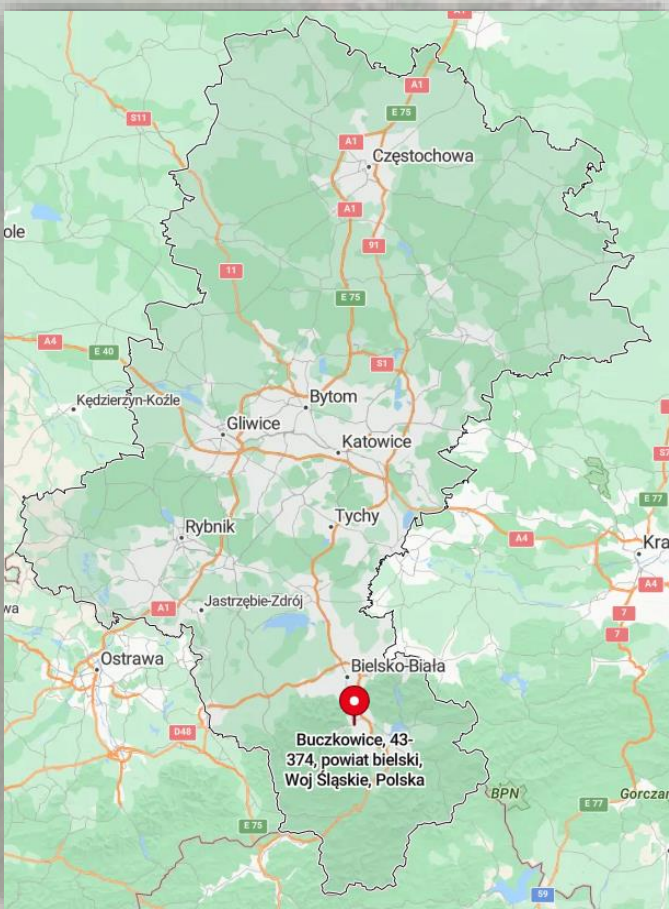 A1
A1
E 75
S11
A1
Częstochowa
A1
ole
91
11
E 75
A4
E 40
S1
Kędzierzyn-Koźle
Bytom
Gliwice
Katowice
S7
E 77
Rybnik
Tychy
A4
Kra
A4
A1
Jastrzębie-Zdrój
wa
7
7
Ostrawa
Bielsko-Biała
D48
Buczkowice, 43-
374, powiat bielski,
Woj Śląskie, Polska
BPN
Gorczań
E 77
E 75
59